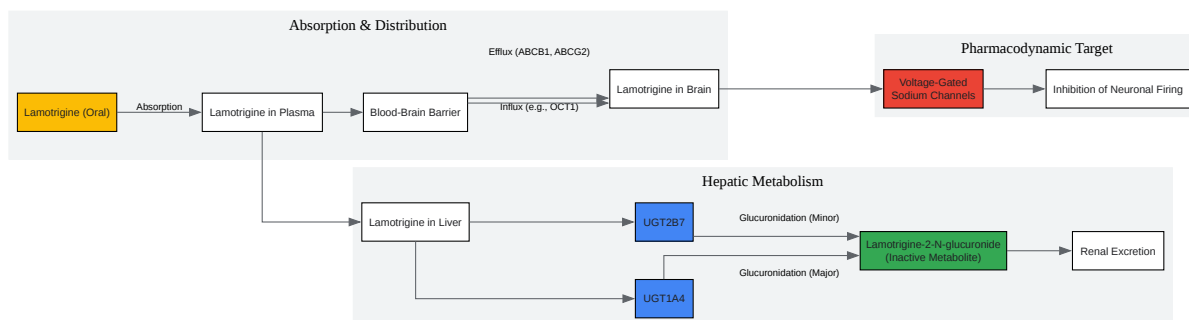 Absorption & Distribution
Efflux (ABCB1, ABCG2)
Lamotrigine (Oral)
Absorption
Lamotrigine in Plasma
Blood-Brain Barrier
Influx (e.g., OCT1)
Lamotrigine in Brain
Pharmacodynamic Target
Voltage-Gated
Sodium Channels
Inhibition of Neuronal Firing
Hepatic Metabolism
Lamotrigine in Liver
UGT2B7
Glucuronidation (Minor)
UGT1A4
Glucuronidation (Major)
Lamotrigine-2-N-glucuronide
(Inactive Metabolite)
Renal Excretion